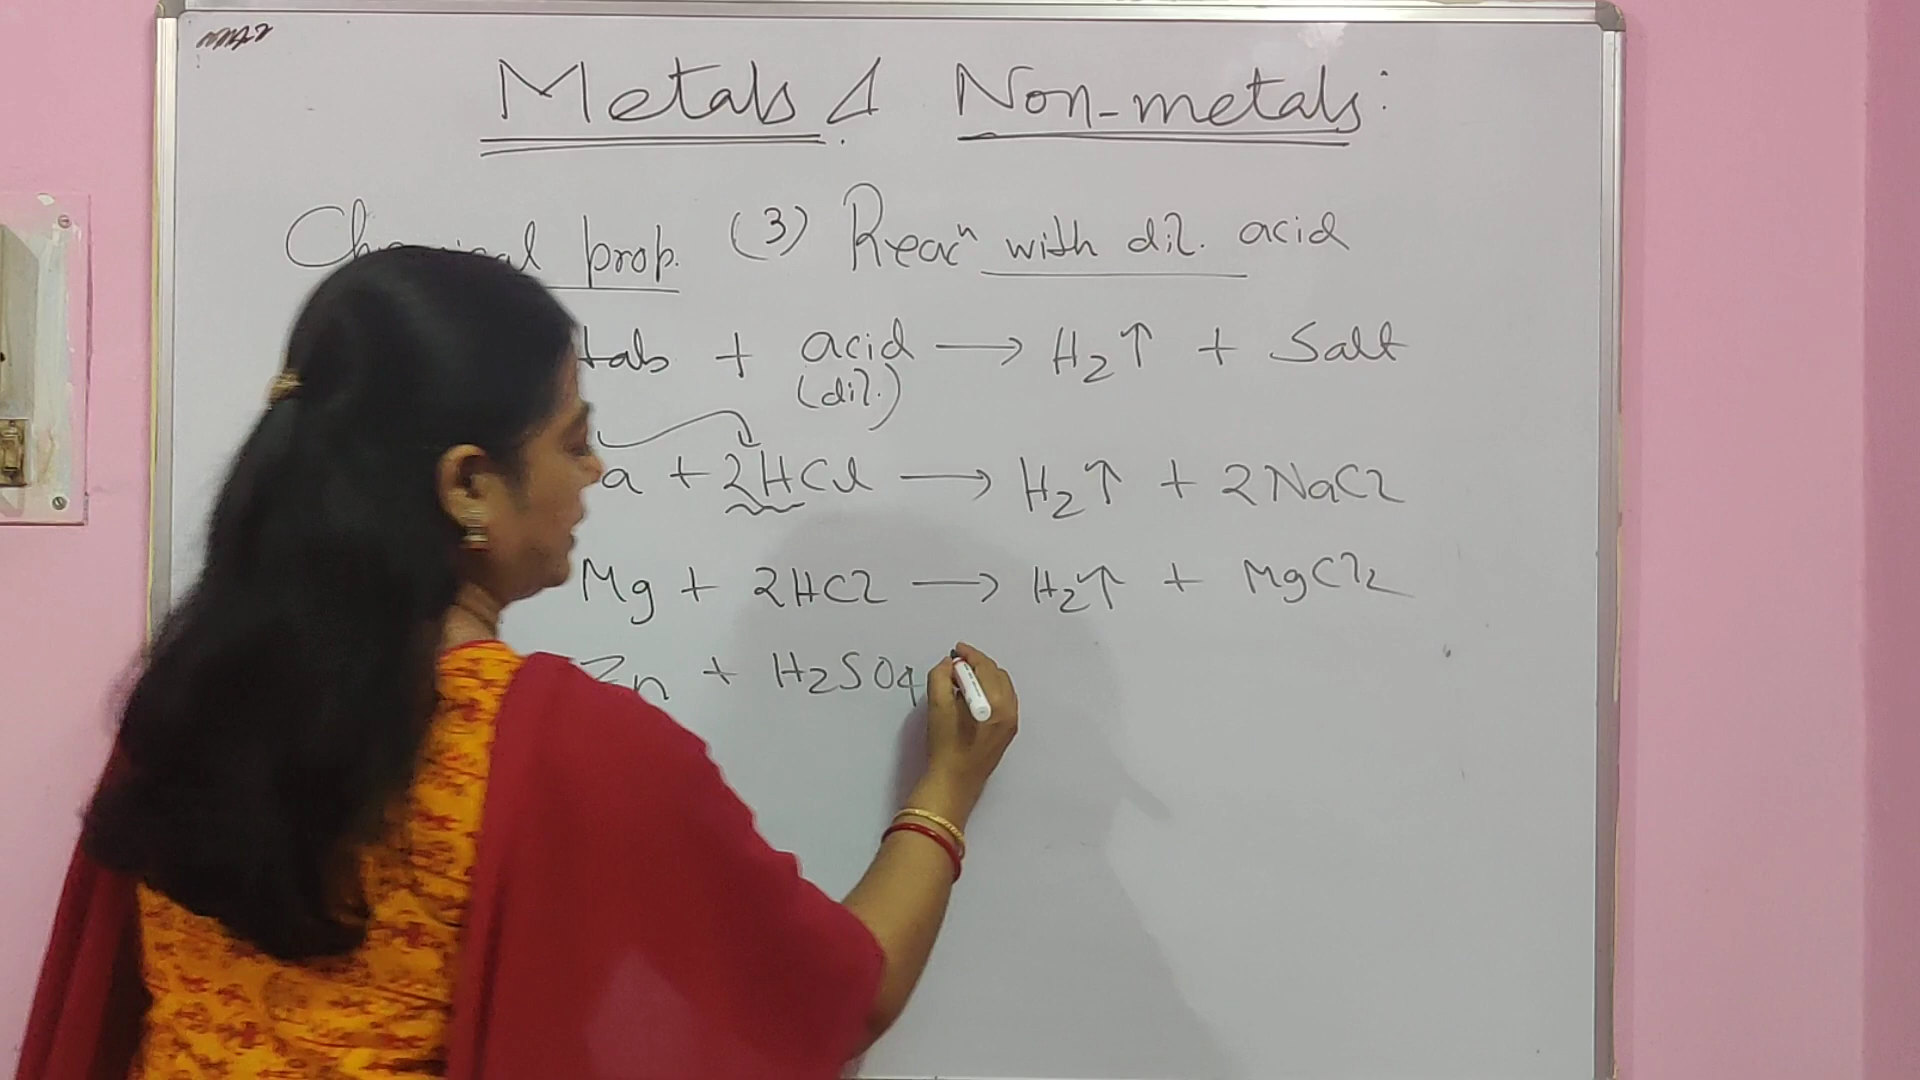 Metals & Non-metals:
prop. (3) Reacⁿ with dil. acid
+ acid → H2↑ + Salt
(dil.)
a + 2HCl → H2↑ + 2NaCl
Mg + 2HCl → H2↑ + MgCl2
Zn + H2SO4